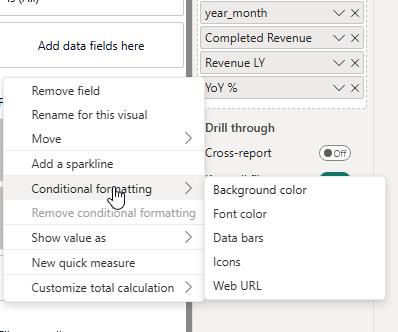 year_month
Completed Revenue
Add data fields here
Revenue LY
YoY %
Remove field
Rename for this visual
Move
Add a sparkline
Conditional formatting
Remove conditional formatting
Show value as
New quick measure
Customize total calculation
Drill through
Cross-report
Off
Background color
Font color
Data bars
Icons
Web URL